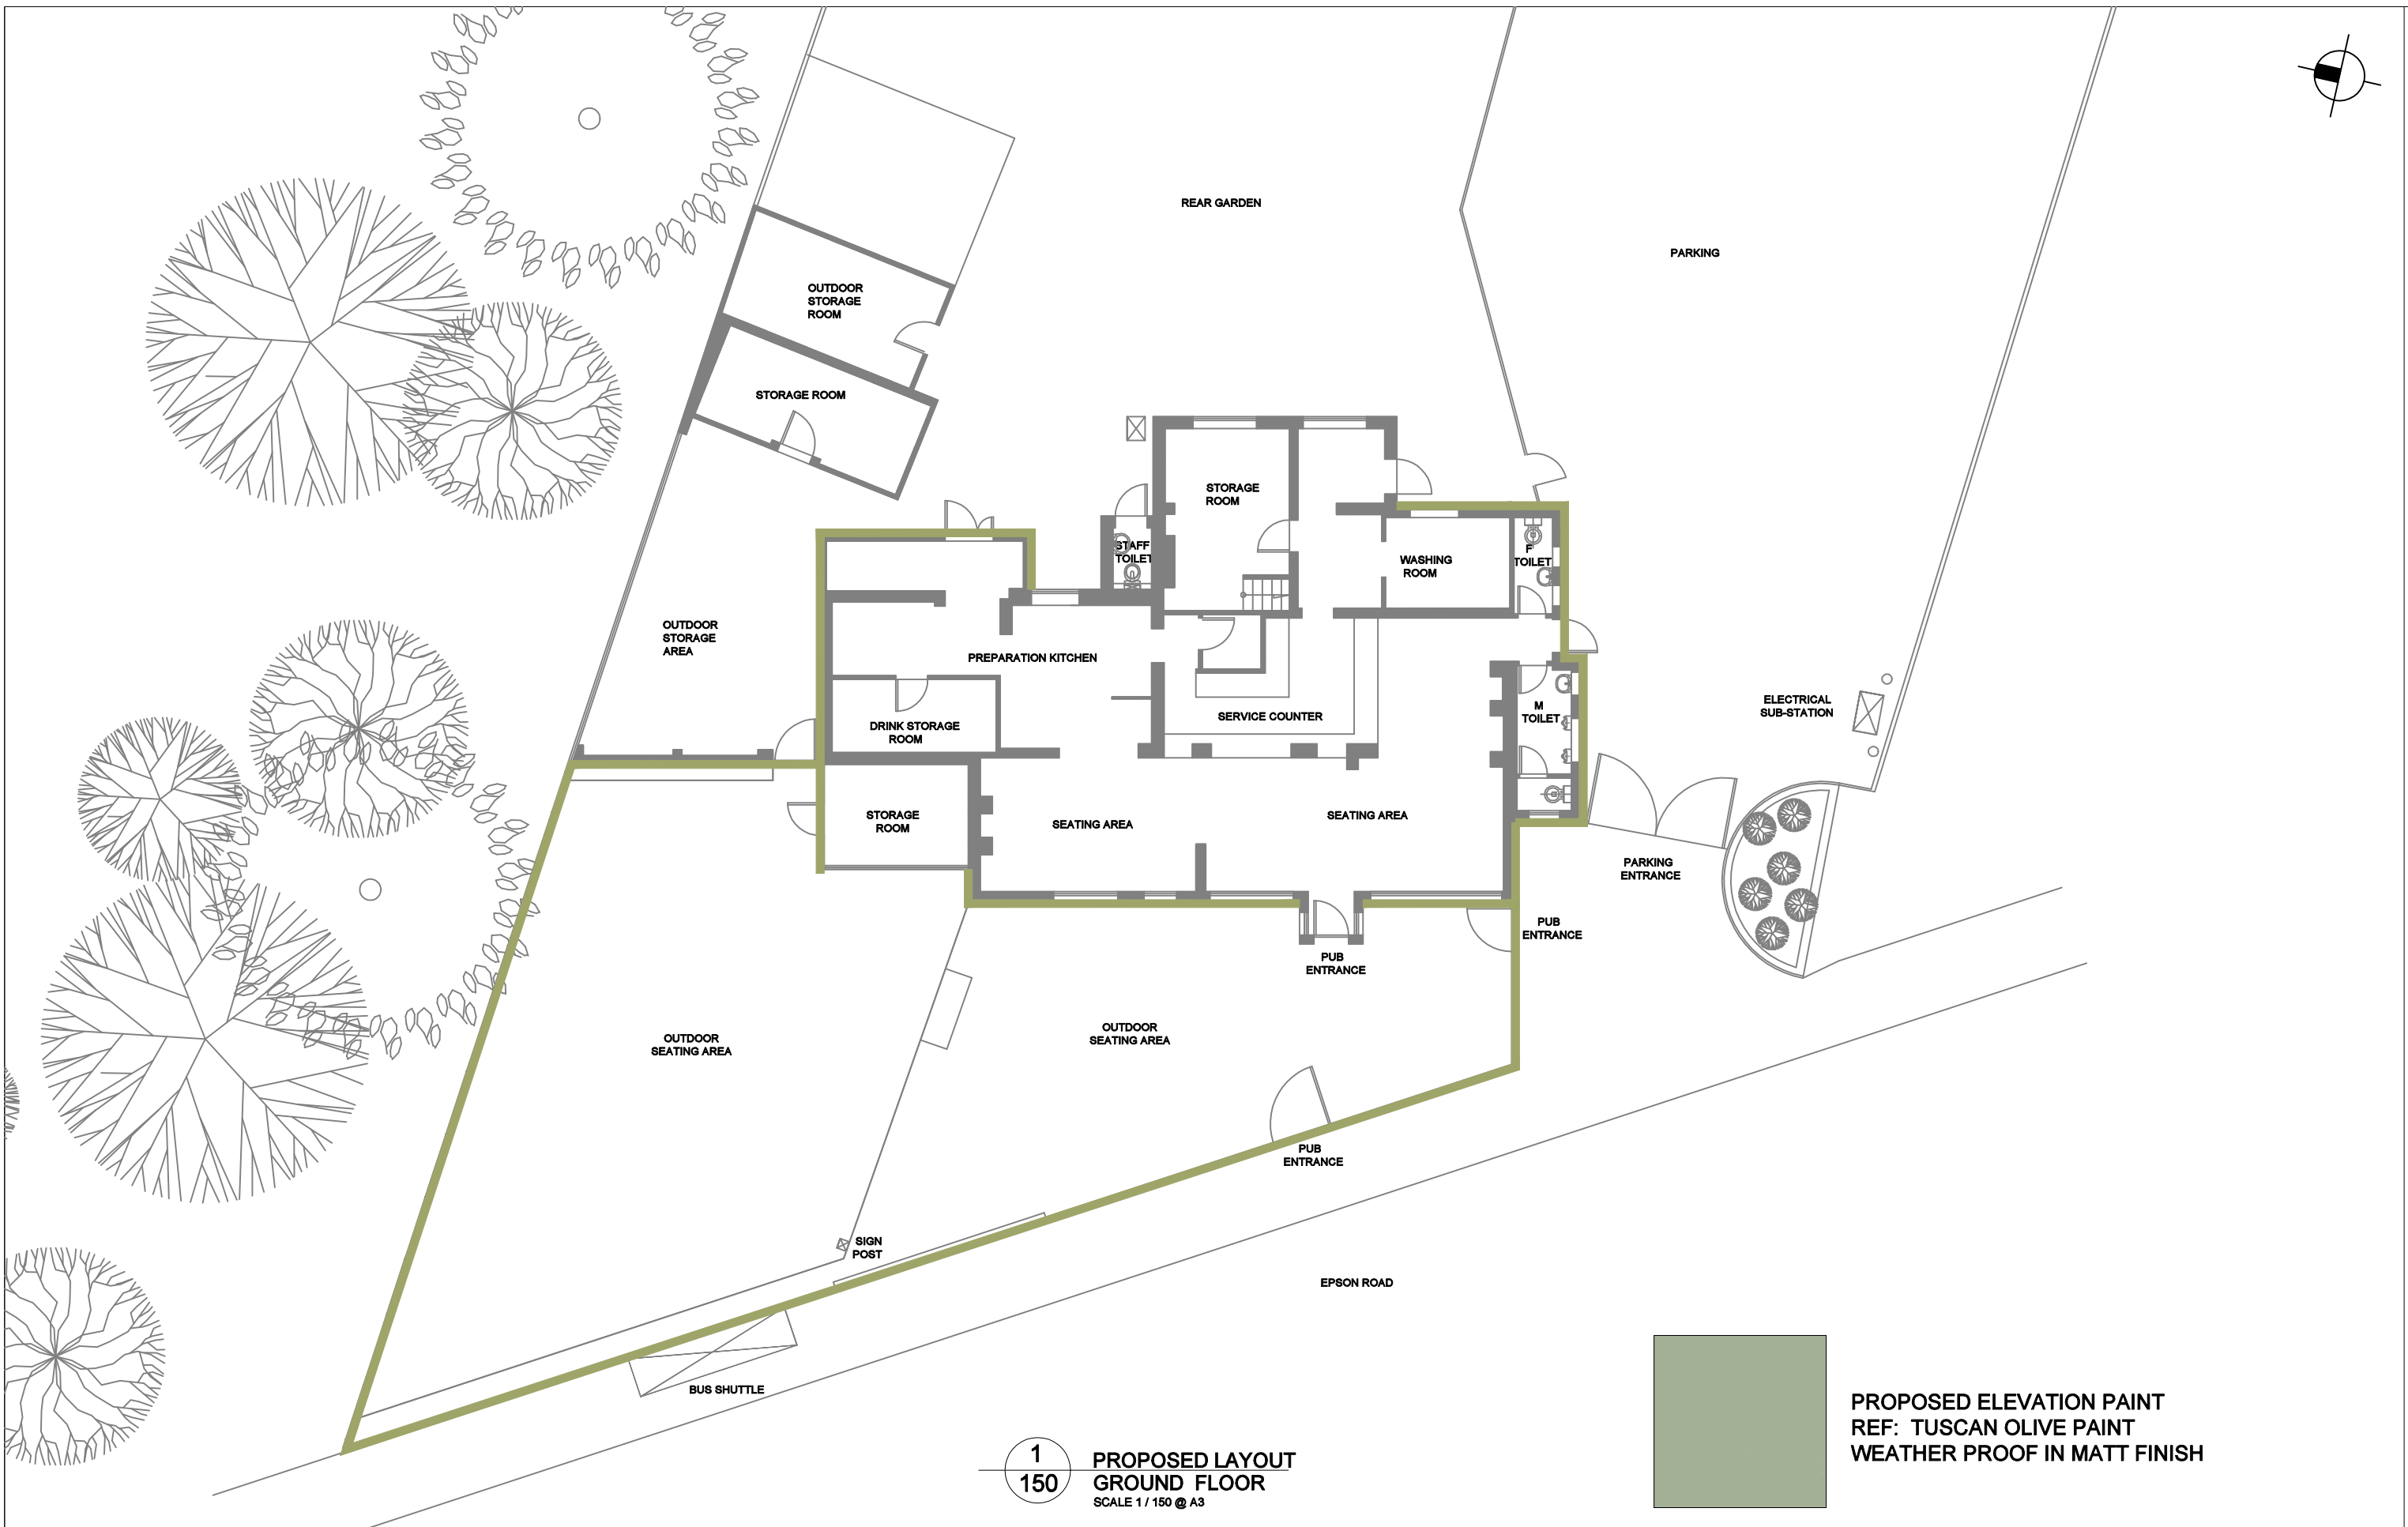 REAR GARDEN
PARKING
OUTDOOR
STORAGE
ROOM
STORAGE ROOM
STORAGE
ROOM
STAFF
TOILET
WASHING
ROOM
F
TOILET
OUTDOOR
STORAGE
AREA
PREPARATION KITCHEN
DRINK STORAGE
ROOM
SERVICE COUNTER
M
TOILET
ELECTRICAL
SUB-STATION
STORAGE
ROOM
SEATING AREA
SEATING AREA
PARKING
ENTRANCE
PUB
ENTRANCE
PUB
ENTRANCE
OUTDOOR
SEATING AREA
OUTDOOR
SEATING AREA
PUB
ENTRANCE
SIGN
POST
EPSON ROAD
BUS SHUTTLE
1
150
PROPOSED LAYOUT
GROUND FLOOR
SCALE 1 / 150 @ A3
PROPOSED ELEVATION PAINT
REF: TUSCAN OLIVE PAINT
WEATHER PROOF IN MATT FINISH